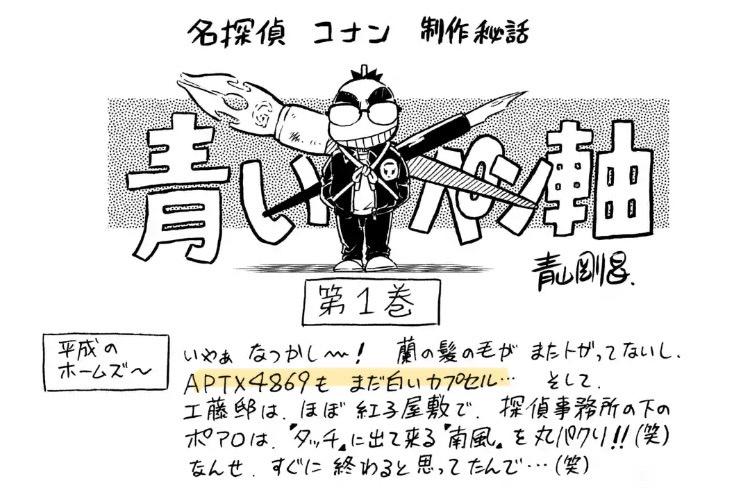 名探偵 コナン 制作秘話
青いペン軸
青山剛昌.
第1巻
平成の
ホームズ〜
いやぁ なつかし〜! 蘭の髪の毛が まだトガってないし.
APTX4869も まだ白いカプセル… そして.
工藤邸は、ほぼ 紅子屋敷で、探偵事務所の下の
ポアロは、『タッチ』に出て来る『南風』を丸パクリ!!(笑)
なんせ、すぐに 終わると思ってたんで…(笑)